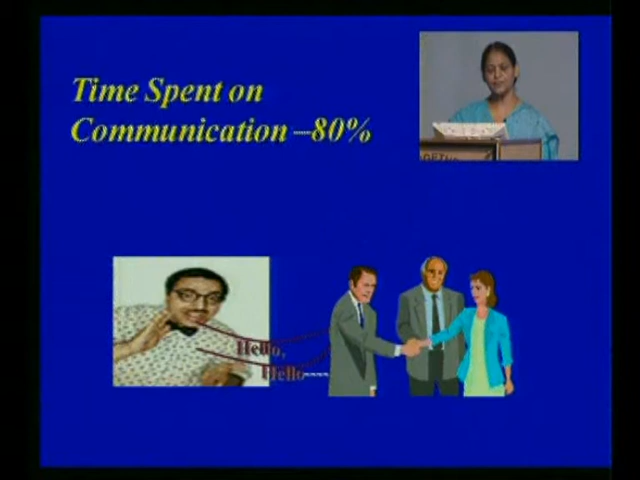 Time Spent on
Communication –80%
Hello,
Hello----